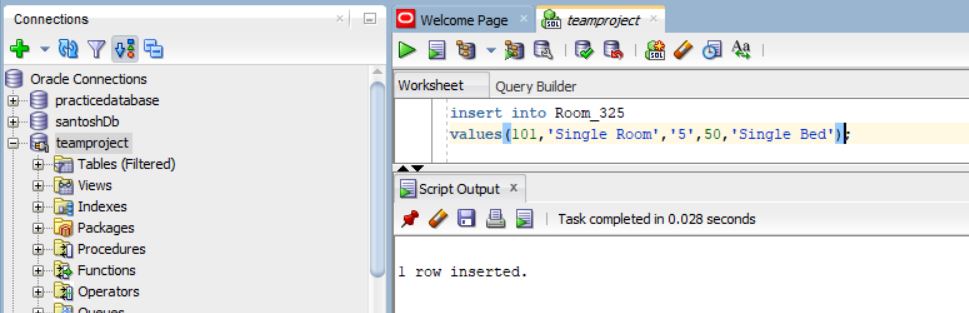 Connections
Oracle Connections
practicedatabase
santoshDb
teamproject
Tables (Filtered)
Views
Indexes
Packages
Procedures
Functions
Operators
Queues
Welcome Page
teamproject
SQL
Aa
Worksheet
Query Builder
insert into Room_325
values(101,'Single Room','5',50,'Single Bed');
Script Output
Task completed in 0.028 seconds
1 row inserted.